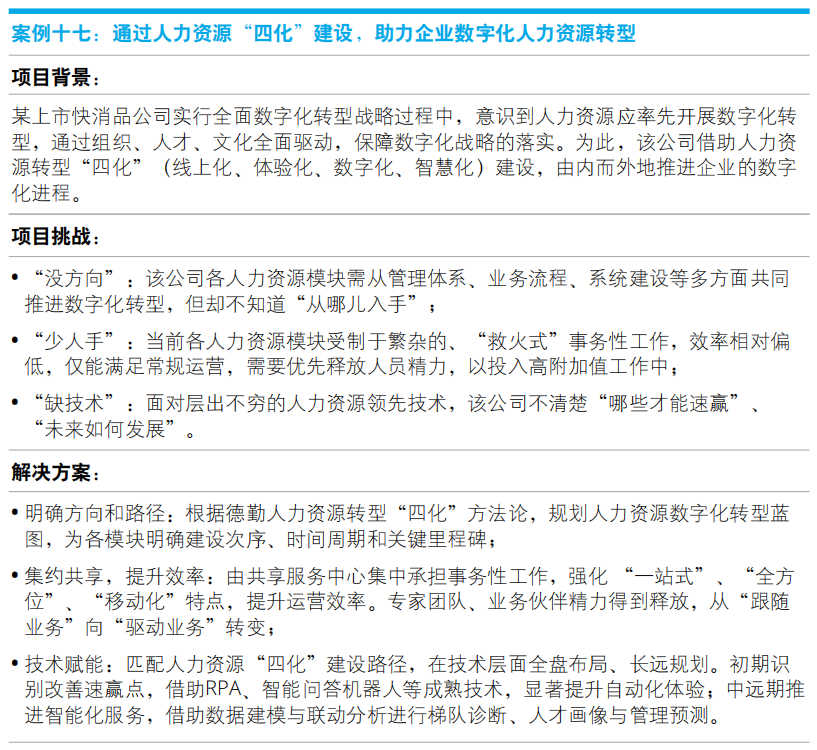 案例十七：通过人力资源“四化”建设，助力企业数字化人力资源转型
项目背景：
某上市快消品公司实行全面数字化转型战略过程中，意识到人力资源应率先开展数字化转
型，通过组织、人才、文化全面驱动，保障数字化战略的落实。为此，该公司借助人力资
源转型“四化”（线上化、体验化、数字化、智慧化）建设，由内而外地推进企业的数字
化进程。
项目挑战：
• “没方向”：该公司各人力资源模块需从管理体系、业务流程、系统建设等多方面共同
推进数字化转型，但却不知道“从哪儿入手”；
• “少人手”：当前各人力资源模块受制于繁杂的、“救火式”事务性工作，效率相对偏
低，仅能满足常规运营，需要优先释放人员精力，以投入高附加值工作中；
• “缺技术”：面对层出不穷的人力资源领先技术，该公司不清楚“哪些才能速赢”、
“未来如何发展”。
解决方案：
• 明确方向和路径：根据德勤人力资源转型“四化”方法论，规划人力资源数字化转型蓝
图，为各模块明确建设次序、时间周期和关键里程碑；
• 集约共享，提升效率：由共享服务中心集中承担事务性工作，强化 “一站式”、“全方
位”、“移动化”特点，提升运营效率。专家团队、业务伙伴精力得到释放，从“跟随
业务”向“驱动业务”转变；
• 技术赋能：匹配人力资源“四化”建设路径，在技术层面全盘布局、长远规划。初期识
别改善速赢点，借助RPA、智能问答机器人等成熟技术，显著提升自动化体验；中远期推
进智能化服务，借助数据建模与联动分析进行梯队诊断、人才画像与管理预测。